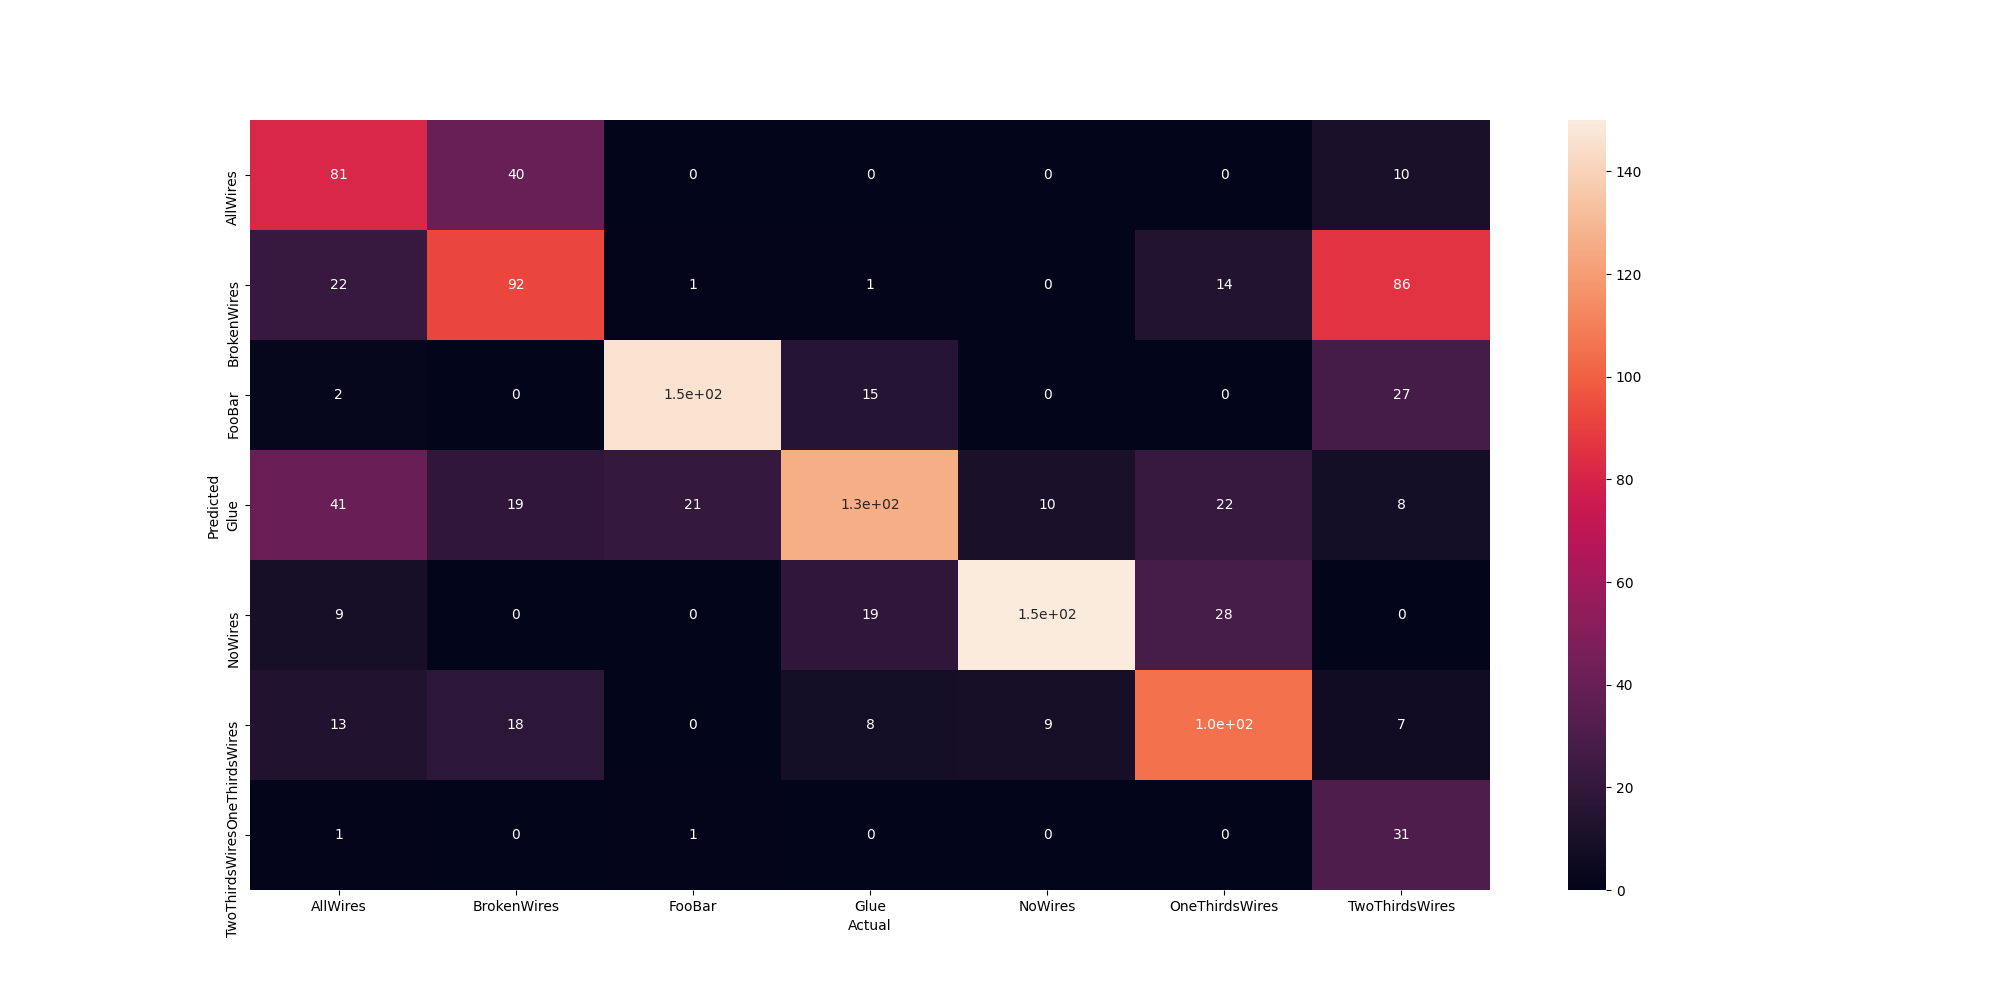 AllWires 81 40 0 0 0 0 10
BrokenWires 22 92 1 1 0 14 86
FooBar 2 0 1.5e+02 15 0 0 27
Glue 41 19 21 1.3e+02 10 22 8
NoWires 9 0 0 19 1.5e+02 28 0
OneThirdsWires 13 18 0 8 9 1.0e+02 7
TwoThirdsWires 1 0 1 0 0 0 31
Predicted
AllWires BrokenWires FooBar Glue NoWires OneThirdsWires TwoThirdsWires
Actual
140
120
100
80
60
40
20
0